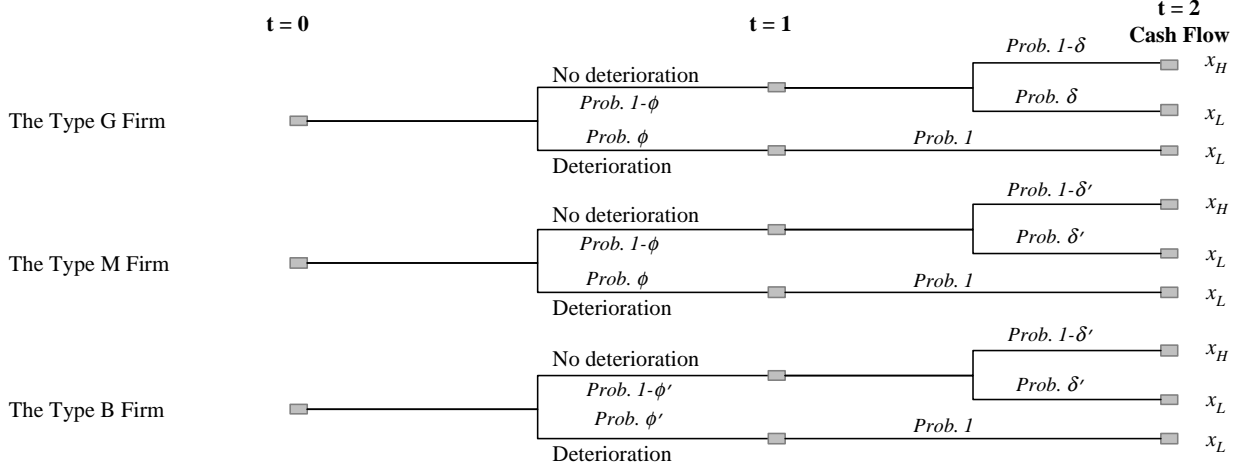 t = 0 t = 1 t = 2
Cash Flow
The Type G Firm
No deterioration
Prob. 1-ϕ
Prob. ϕ
Deterioration
Prob. 1-δ
Prob. δ
Prob. 1
x_H
x_L
x_L
The Type M Firm
No deterioration
Prob. 1-ϕ
Prob. ϕ
Deterioration
Prob. 1-δ′
Prob. δ′
Prob. 1
x_H
x_L
x_L
The Type B Firm
No deterioration
Prob. 1-ϕ′
Prob. ϕ′
Deterioration
Prob. 1-δ′
Prob. δ′
Prob. 1
x_H
x_L
x_L